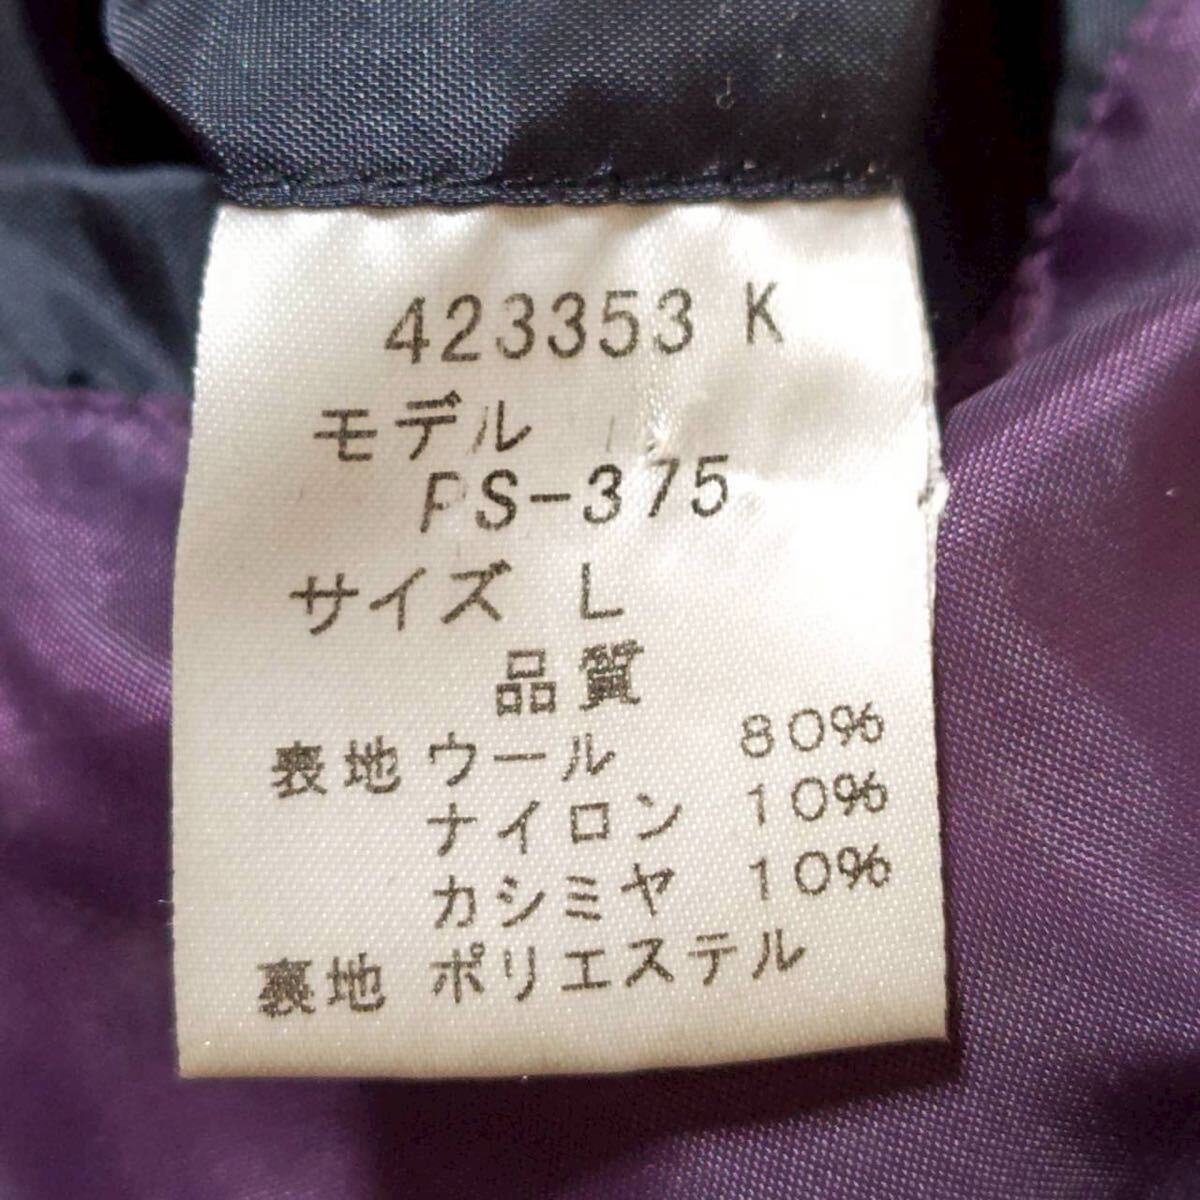 423353 K
モデル
PS-375
サイズ L
品質
表地 ウール 80%
ナイロン 10%
カシミヤ 10%
裏地 ポリエステル